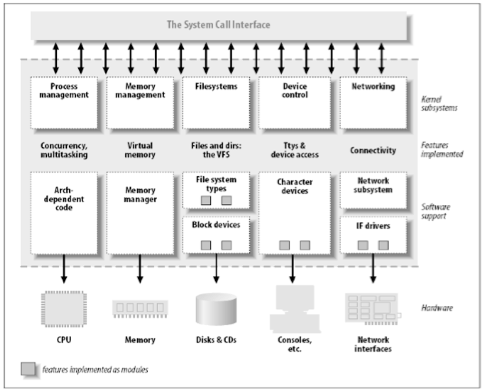 The System Call Interface
Process
management
Memory
management
Filesystems
Device
control
Networking
Kernel
subsystems
Concurrency,
multitasking
Virtual
memory
Files and dirs:
the VFS
Ttys &
device access
Connectivity
Features
implemented
Arch-
dependent
code
Memory
manager
File system
types
Block devices
Character
devices
Network
subsystem
IF drivers
Software
support
Hardware
CPU
Memory
Disks & CDs
Consoles,
etc.
Network
interfaces
features implemented as modules